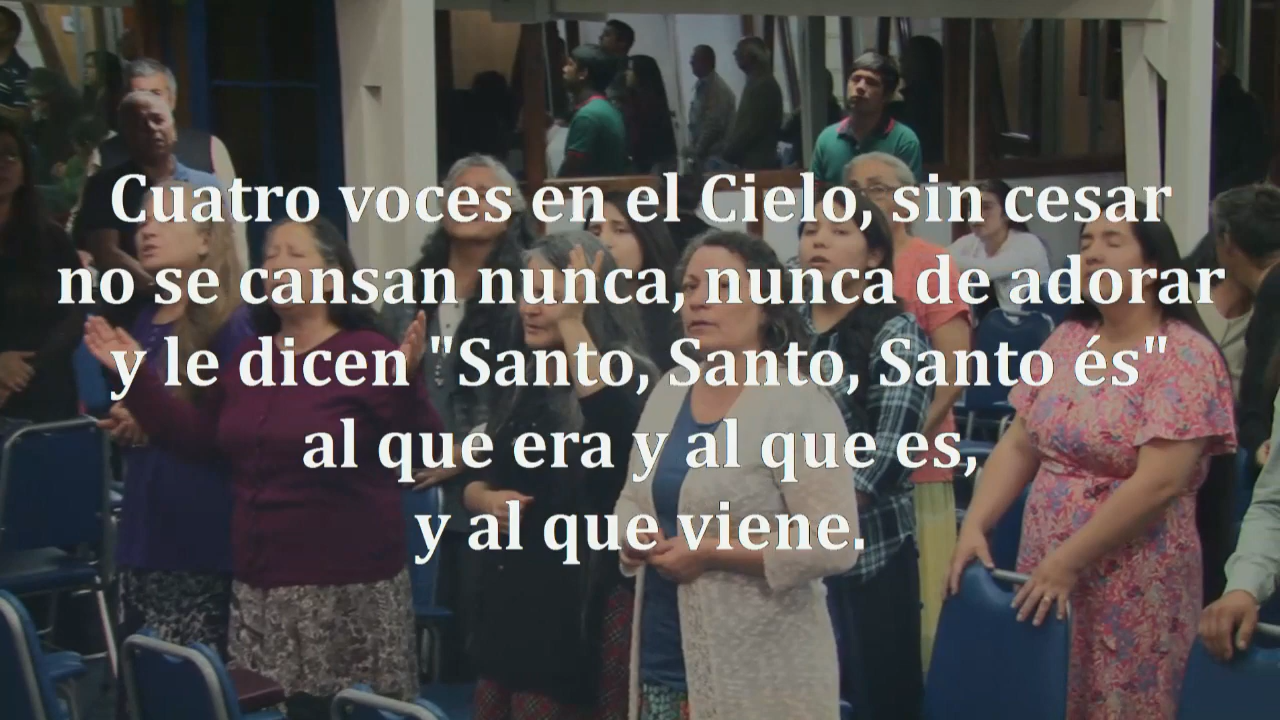 Cuatro voces en el Cielo, sin cesar
no se cansan nunca, nunca de adorar
y le dicen "Santo, Santo, Santo és"
al que era y al que es,
y al que viene.